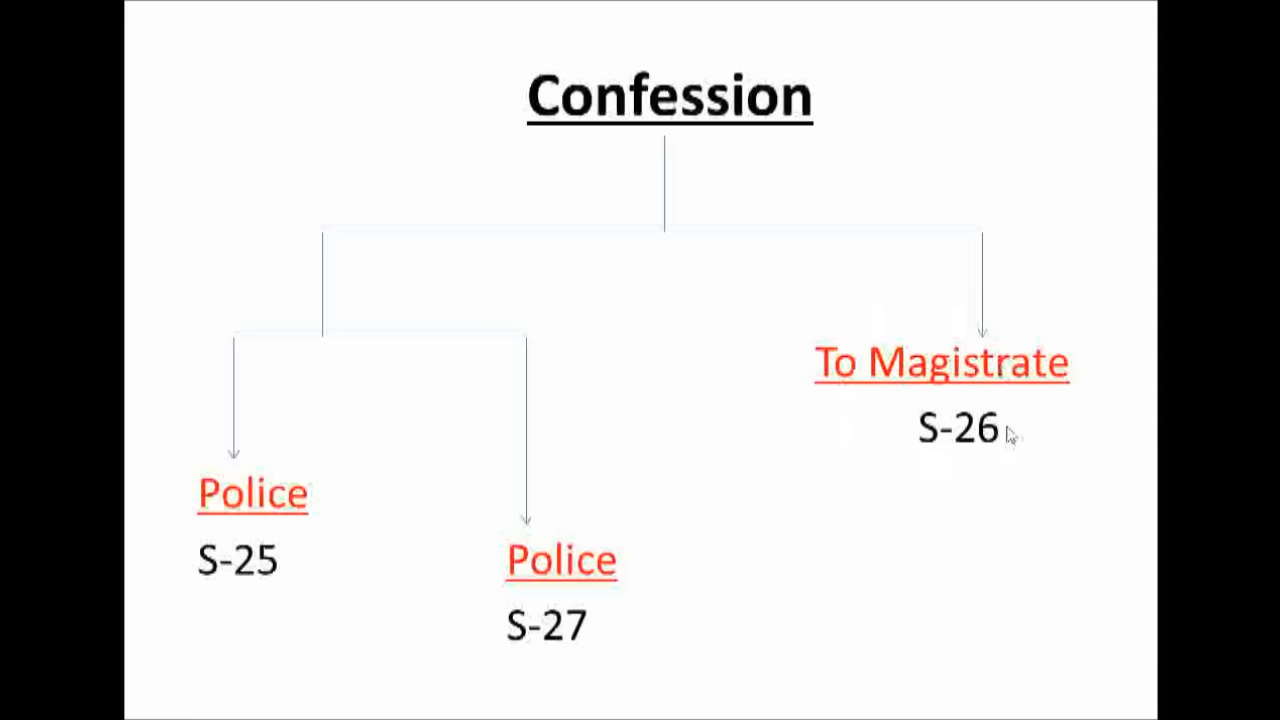 Confession
To Magistrate
S-26
Police
S-25
Police
S-27